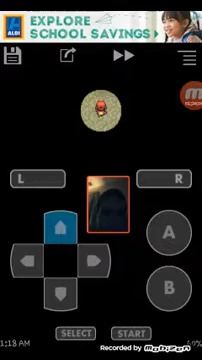 EXPLORE
SCHOOL SAVINGS
ALDI
L
R
A
B
SELECT
START
1:18 AM
Recorded by Mobizen